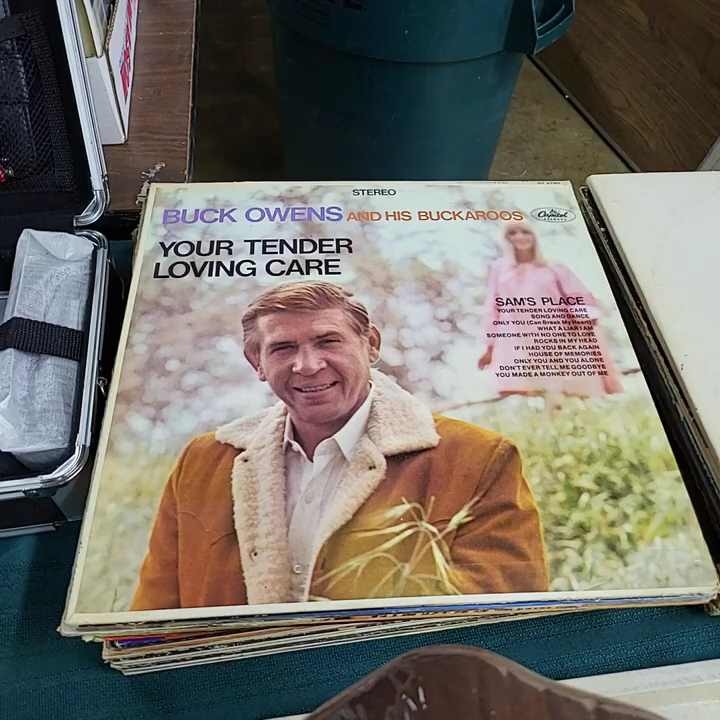 STEREO
BUCK OWENS AND HIS BUCKAROOS
Capitol
RECORDS
YOUR TENDER
LOVING CARE
SAM'S PLACE
YOUR TENDER LOVING CARE
SONG AND DANCE
ONLY YOU (Can Break My Heart)
WHAT A LIAR I AM
SOMEONE WITH NO ONE TO LOVE
ROCKS IN MY HEAD
IF I HAD YOU BACK AGAIN
HOUSE OF MEMORIES
ONLY YOU AND YOU ALONE
DON'T EVER TELL ME GOODBYE
YOU MADE A MONKEY OUT OF ME